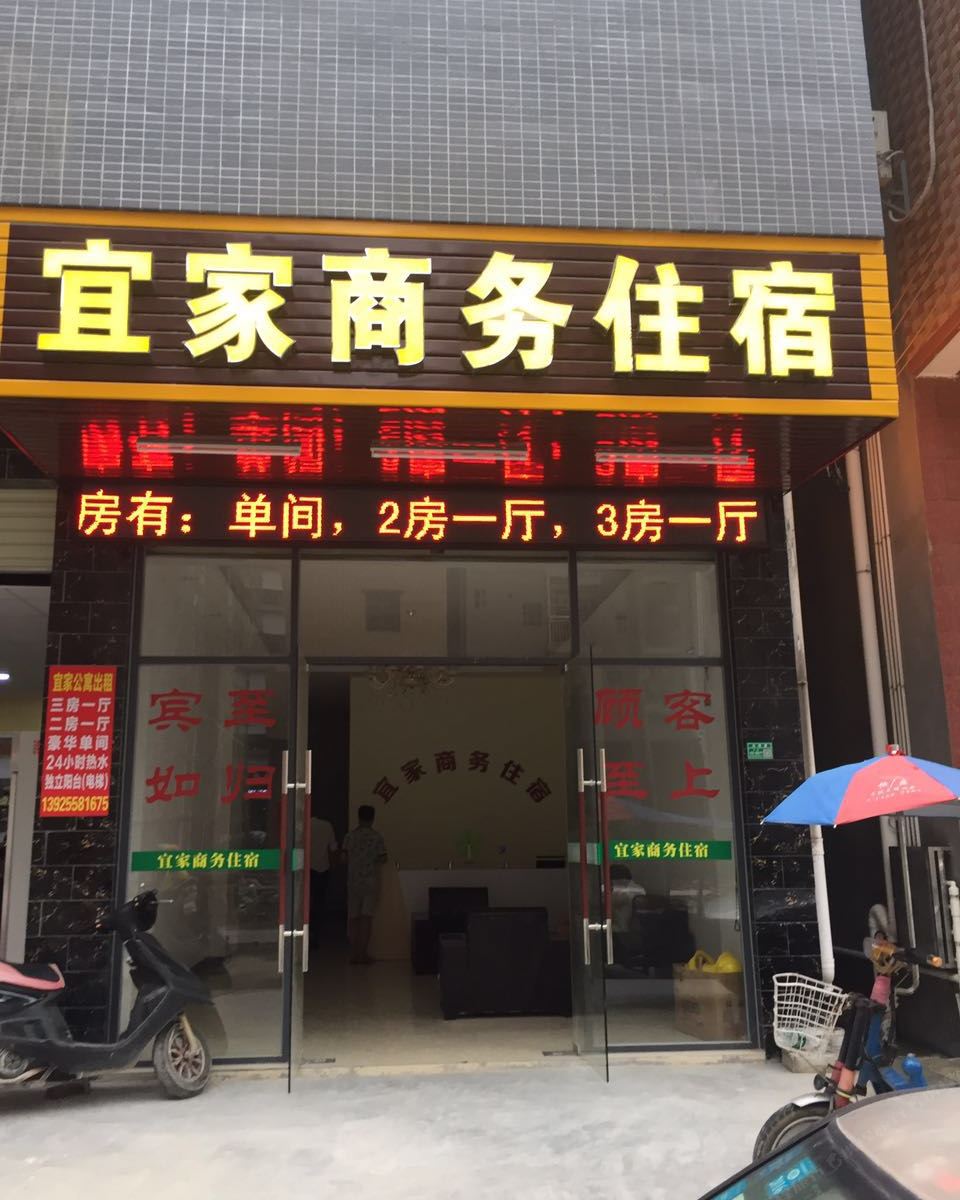 宜家商务住宿
房有：单间，2房一厅，3房一厅
宜家公寓出租
三房一厅
二房一厅
豪华单间
24小时热水
独立阳台(电梯)
13925581675
宾至
如归
宜家商务住宿
宜家商务住宿
顾客
至上
宜家商务住宿